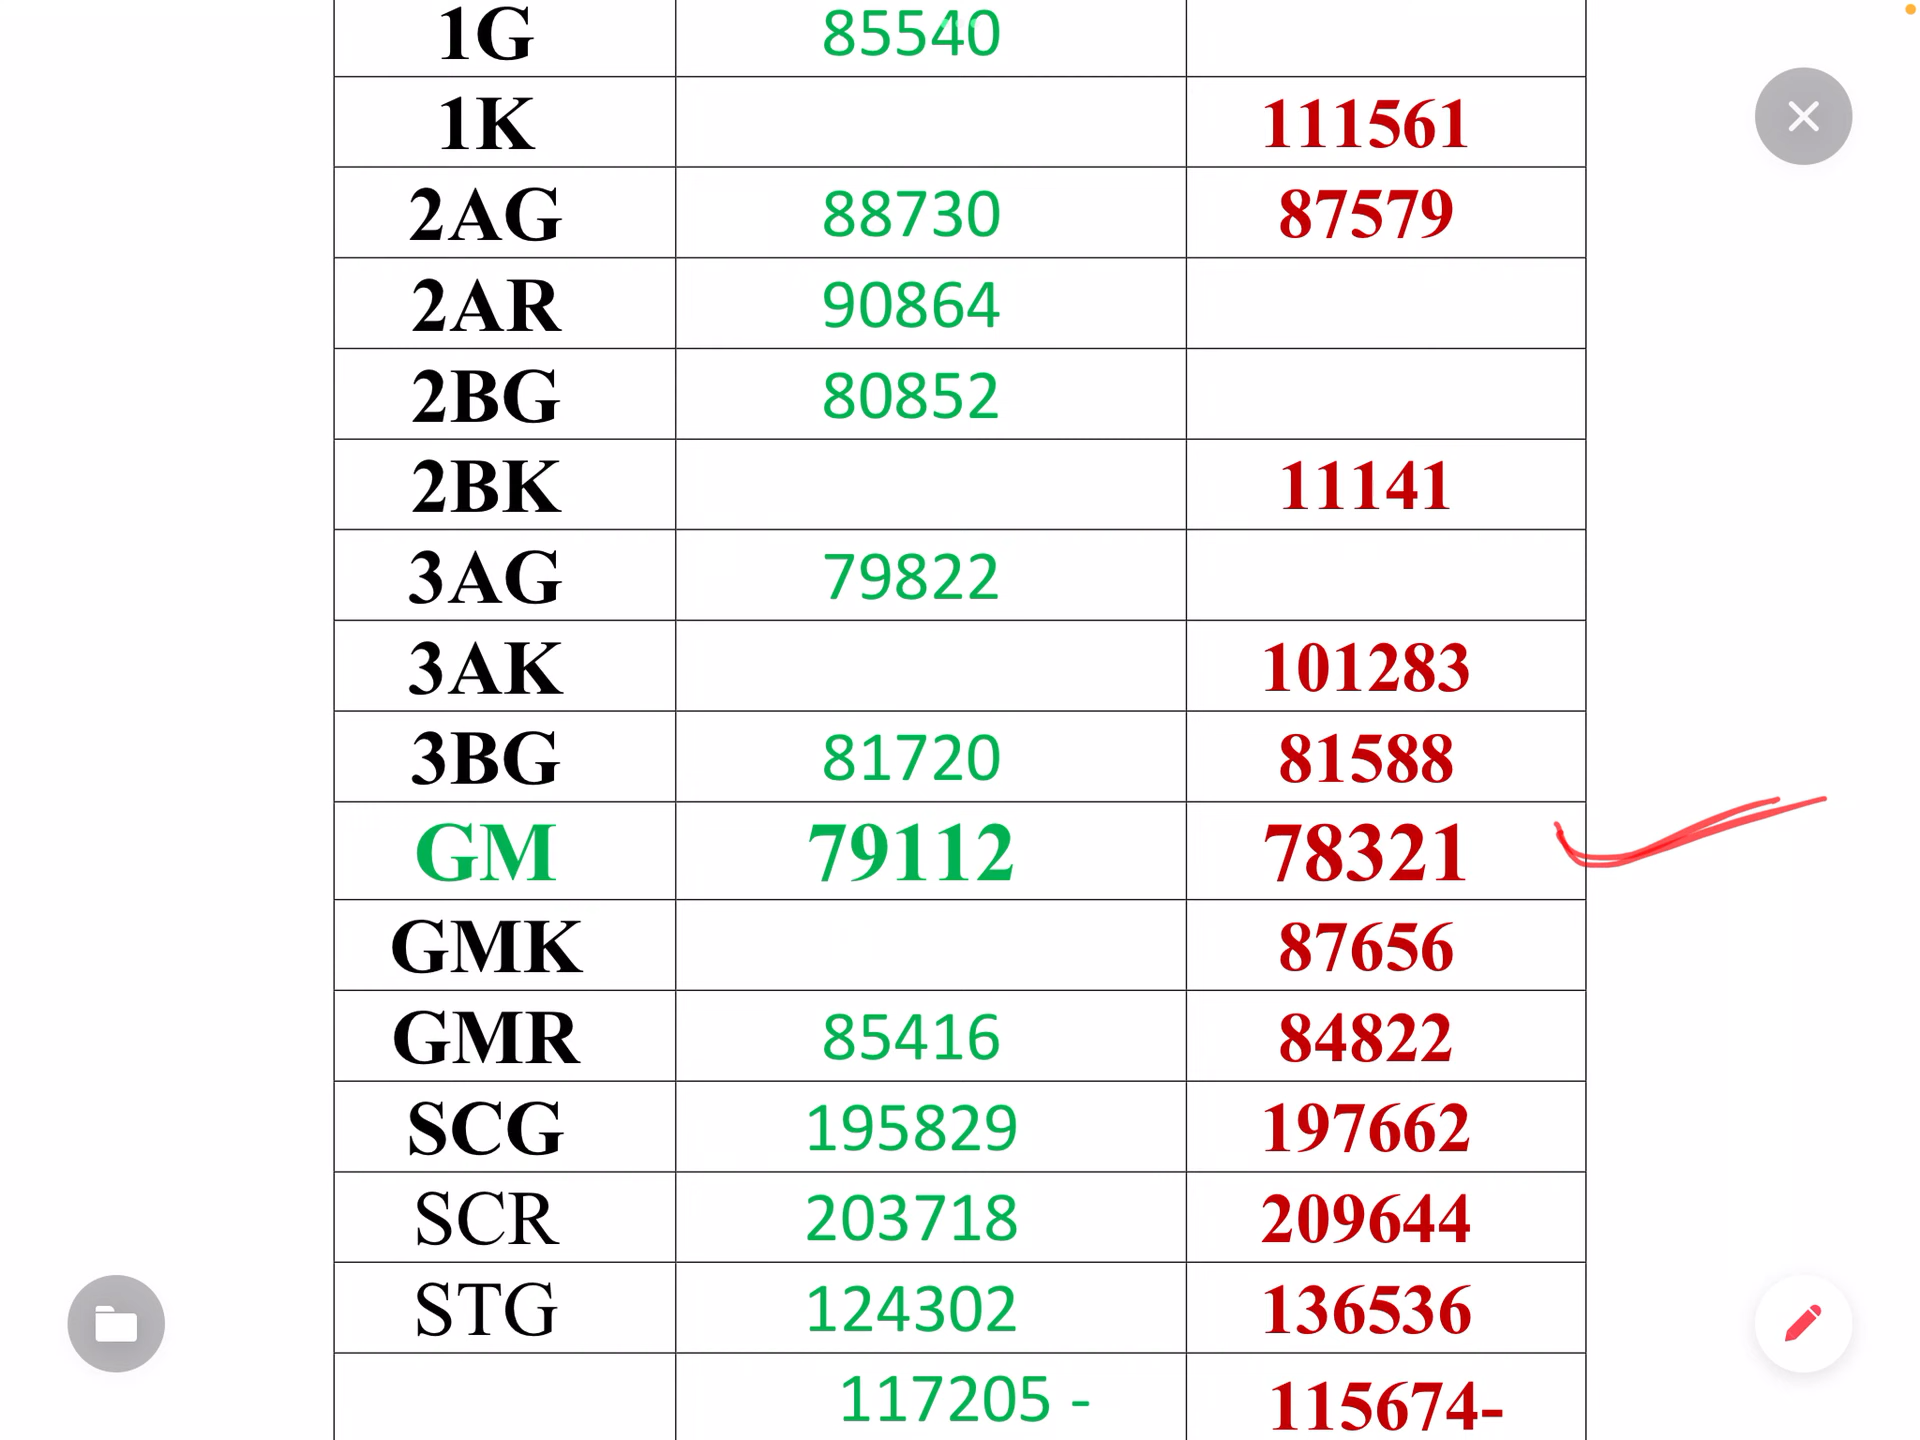 1G 85540
1K 111561
2AG 88730 87579
2AR 90864
2BG 80852
2BK 11141
3AG 79822
3AK 101283
3BG 81720 81588
GM 79112 78321
GMK 87656
GMR 85416 84822
SCG 195829 197662
SCR 203718 209644
STG 124302 136536
117205 - 115674-